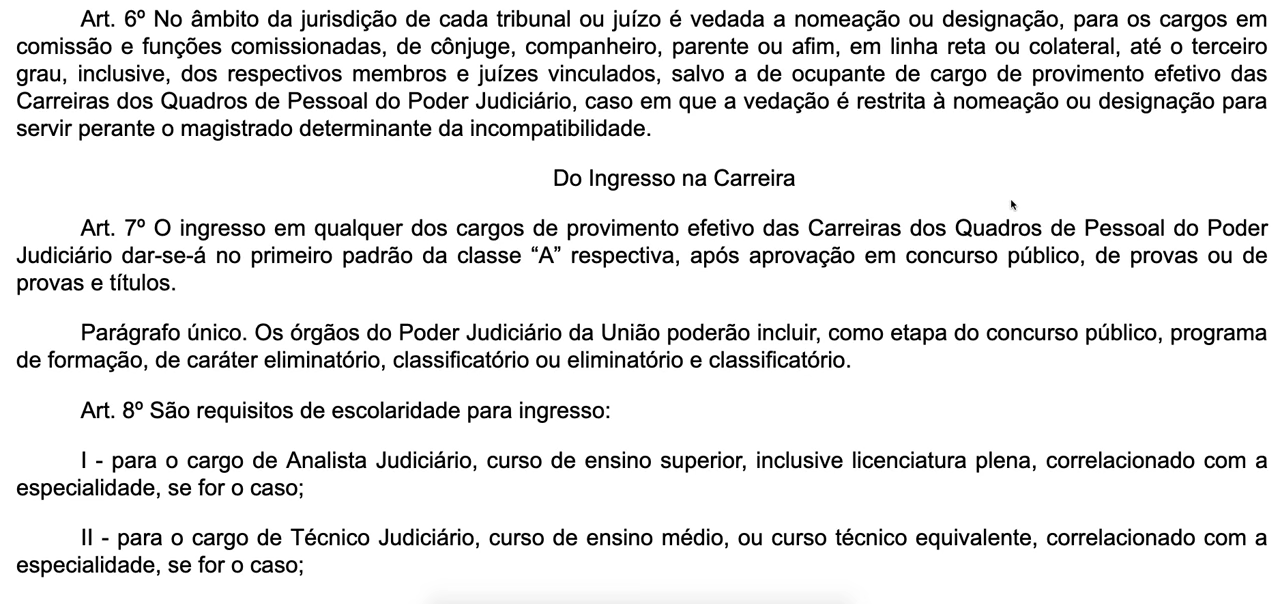 Art. 6º No âmbito da jurisdição de cada tribunal ou juízo é vedada a nomeação ou designação, para os cargos em
comissão e funções comissionadas, de cônjuge, companheiro, parente ou afim, em linha reta ou colateral, até o terceiro
grau, inclusive, dos respectivos membros e juízes vinculados, salvo a de ocupante de cargo de provimento efetivo das
Carreiras dos Quadros de Pessoal do Poder Judiciário, caso em que a vedação é restrita à nomeação ou designação para
servir perante o magistrado determinante da incompatibilidade.
Do Ingresso na Carreira
Art. 7º O ingresso em qualquer dos cargos de provimento efetivo das Carreiras dos Quadros de Pessoal do Poder
Judiciário dar-se-á no primeiro padrão da classe “A” respectiva, após aprovação em concurso público, de provas ou de
provas e títulos.
Parágrafo único. Os órgãos do Poder Judiciário da União poderão incluir, como etapa do concurso público, programa
de formação, de caráter eliminatório, classificatório ou eliminatório e classificatório.
Art. 8º São requisitos de escolaridade para ingresso:
I - para o cargo de Analista Judiciário, curso de ensino superior, inclusive licenciatura plena, correlacionado com a
especialidade, se for o caso;
II - para o cargo de Técnico Judiciário, curso de ensino médio, ou curso técnico equivalente, correlacionado com a
especialidade, se for o caso;